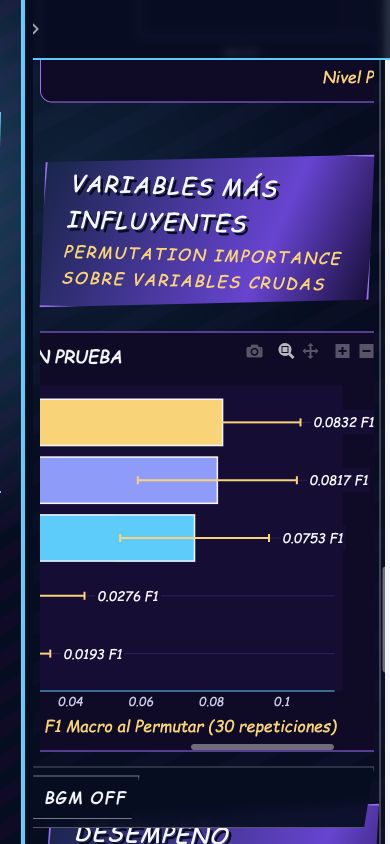 Nivel P
VARIABLES MÁS
INFLUYENTES
PERMUTATION IMPORTANCE
SOBRE VARIABLES CRUDAS
N PRUEBA
0.0832 F1
0.0817 F1
0.0753 F1
0.0276 F1
0.0193 F1
0.04 0.06 0.08 0.1
F1 Macro al Permutar (30 repeticiones)
BGM OFF
DESEMPEÑO